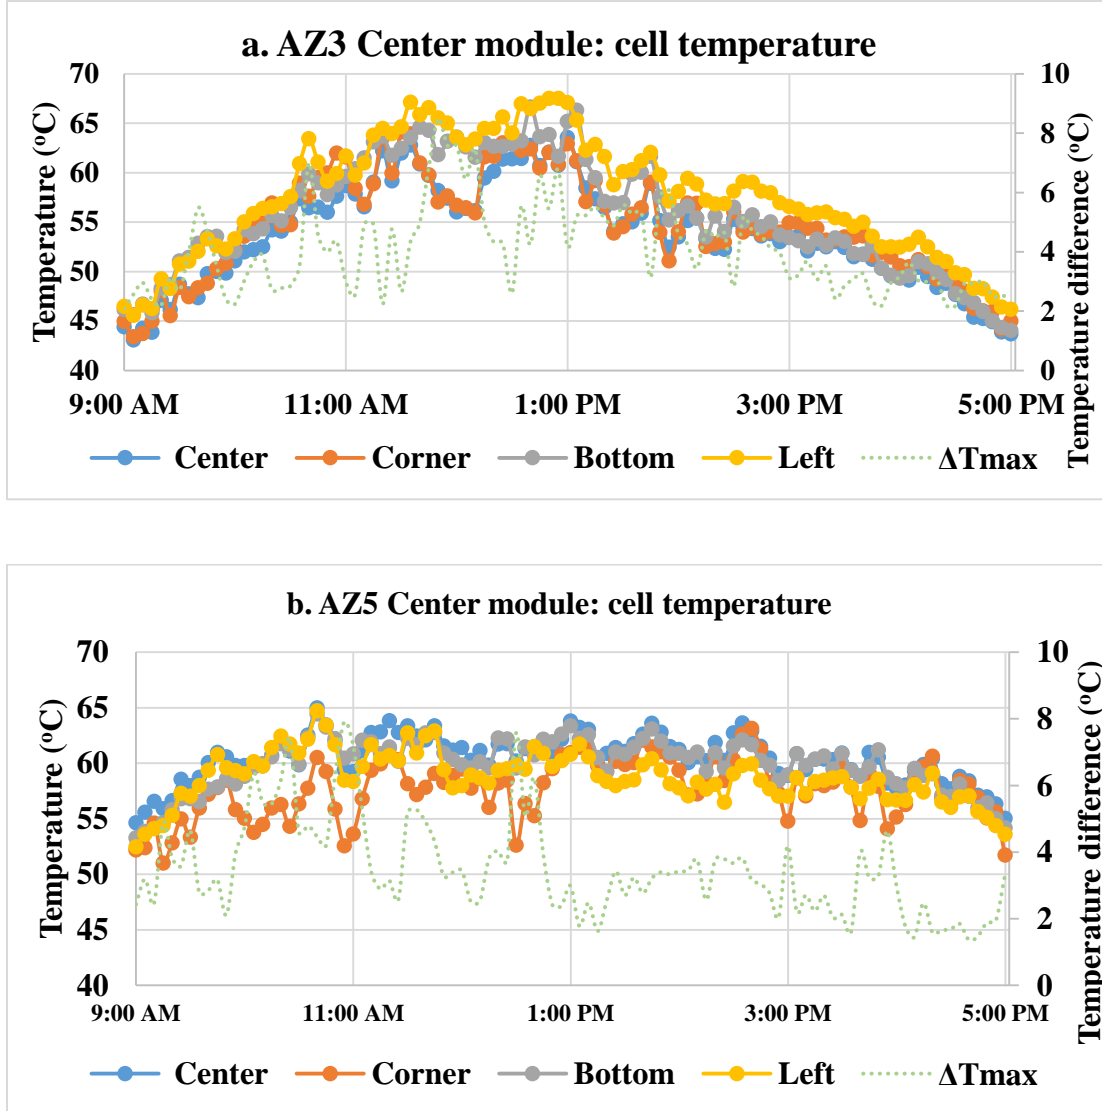 a. AZ3 Center module: cell temperature
Temperature (ºC)
70
65
60
55
50
45
40
10
8
6
4
2
0
Temperature difference (ºC)
9:00 AM 11:00 AM 1:00 PM 3:00 PM 5:00 PM
Center Corner Bottom Left ΔTmax
b. AZ5 Center module: cell temperature
Temperature (ºC)
70
65
60
55
50
45
40
10
8
6
4
2
0
Temperature difference (ºC)
9:00 AM 11:00 AM 1:00 PM 3:00 PM 5:00 PM
Center Corner Bottom Left ΔTmax